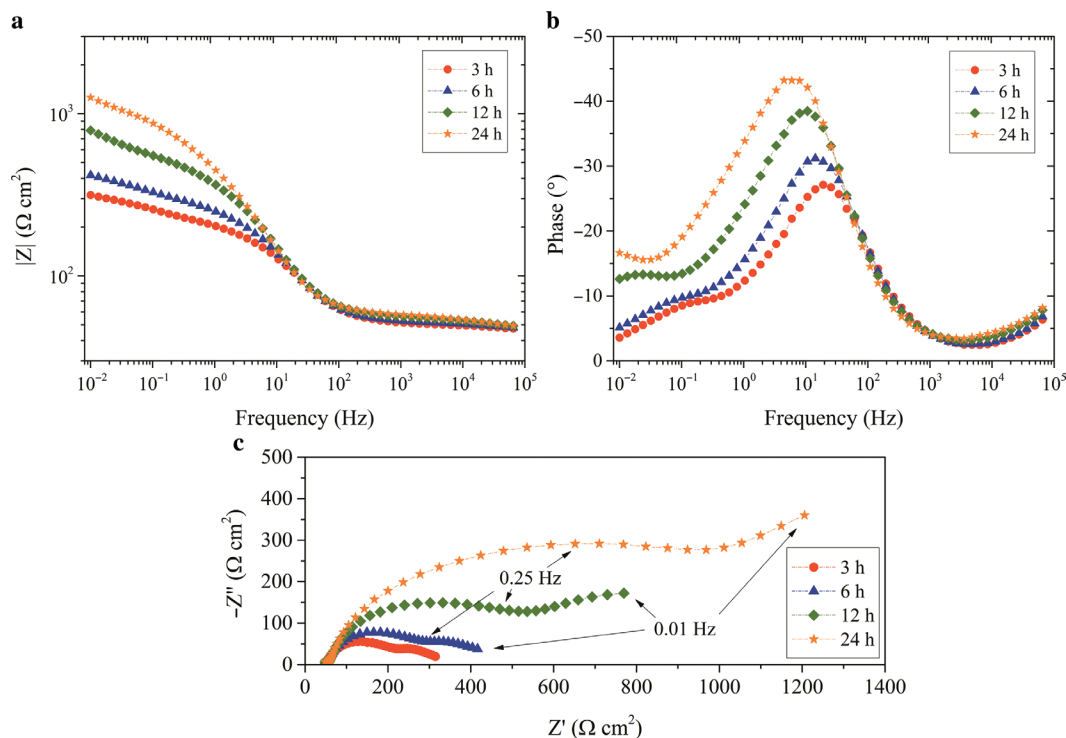 a
b
|Z| (Ω cm²)
10³
10²
10⁻² 10⁻¹ 10⁰ 10¹ 10² 10³ 10⁴ 10⁵
Frequency (Hz)
3 h
6 h
12 h
24 h
Phase (°)
−50
−40
−30
−20
−10
0
10⁻² 10⁻¹ 10⁰ 10¹ 10² 10³ 10⁴ 10⁵
Frequency (Hz)
3 h
6 h
12 h
24 h
c
−Z" (Ω cm²)
500
400
300
200
100
0
0 200 400 600 800 1000 1200 1400
Z' (Ω cm²)
0.25 Hz
0.01 Hz
3 h
6 h
12 h
24 h